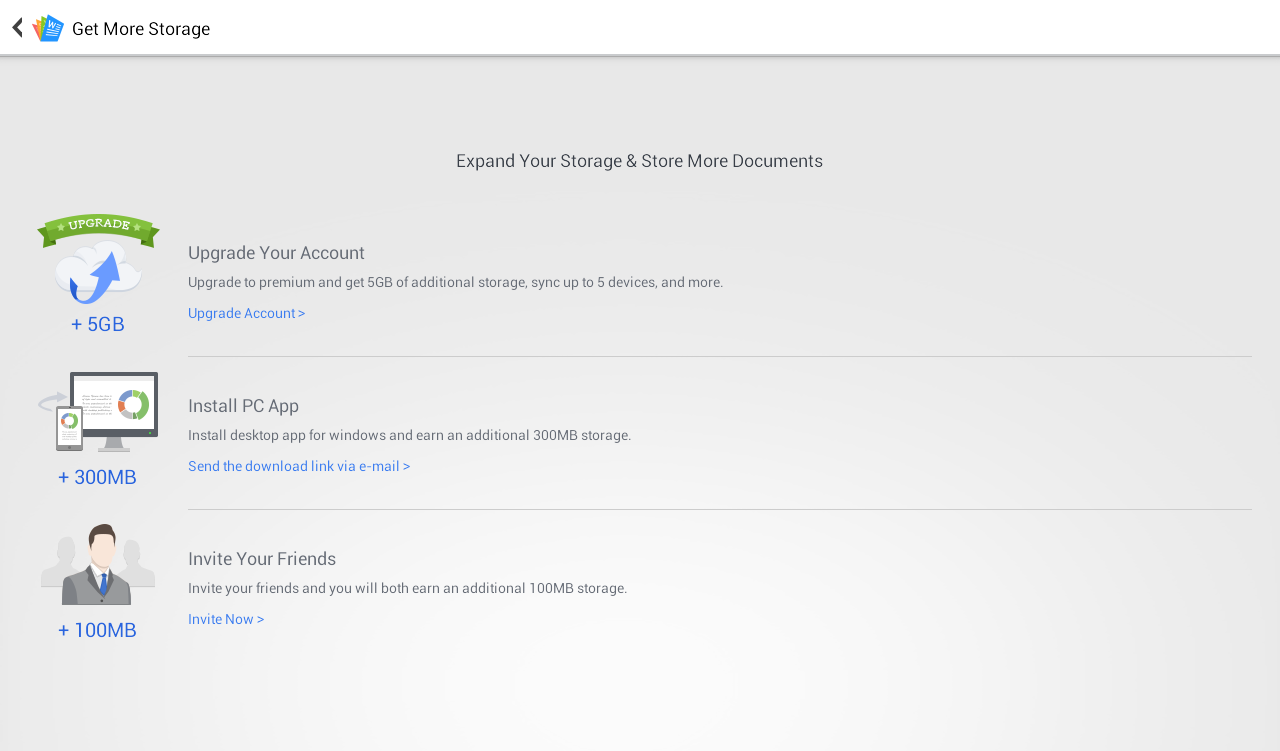 Get More Storage
Expand Your Storage & Store More Documents
UPGRADE
Upgrade Your Account
Upgrade to premium and get 5GB of additional storage, sync up to 5 devices, and more.
Upgrade Account >
+ 5GB
Install PC App
Install desktop app for windows and earn an additional 300MB storage.
Send the download link via e-mail >
+ 300MB
Invite Your Friends
Invite your friends and you will both earn an additional 100MB storage.
Invite Now >
+ 100MB